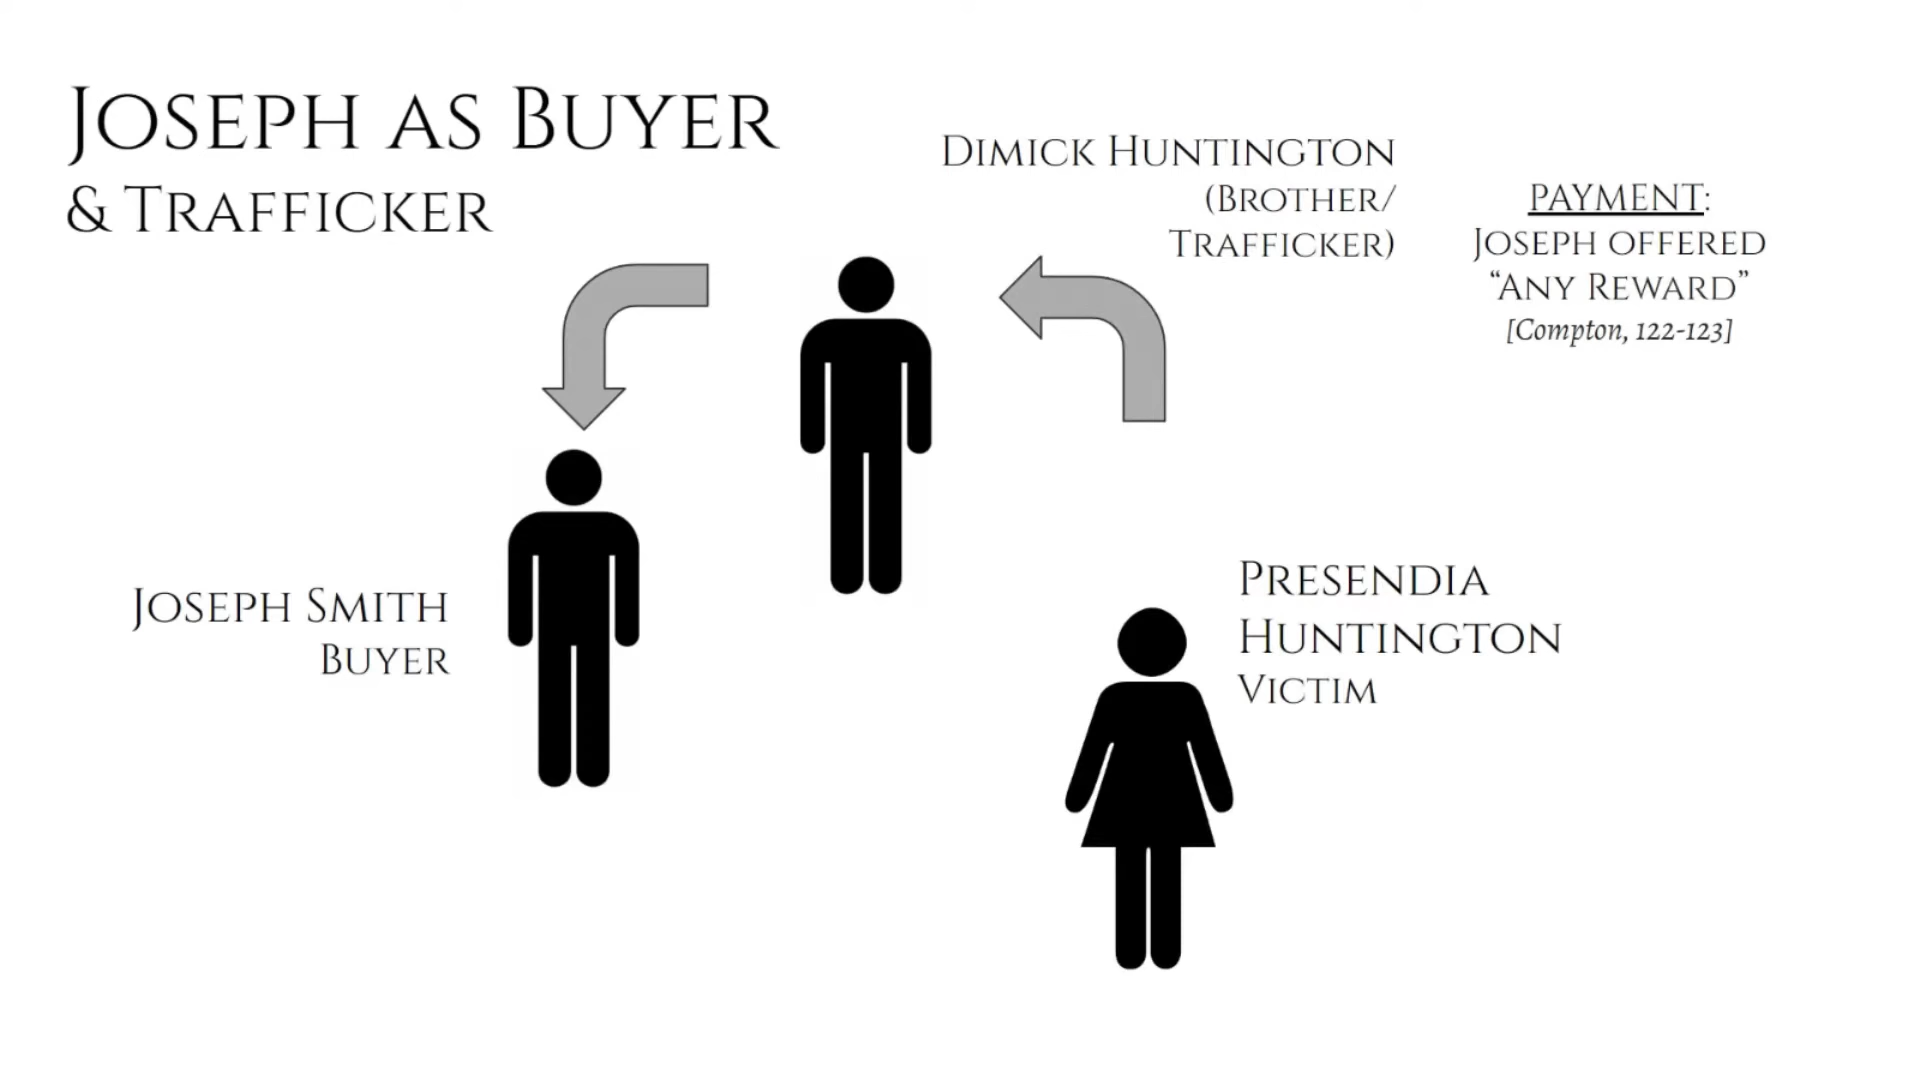 Joseph as Buyer
& Trafficker
Dimick Huntington
(Brother/
Trafficker)
Payment:
Joseph offered
“Any Reward”
[Compton, 122-123]
Joseph Smith
Buyer
Presendia
Huntington
Victim